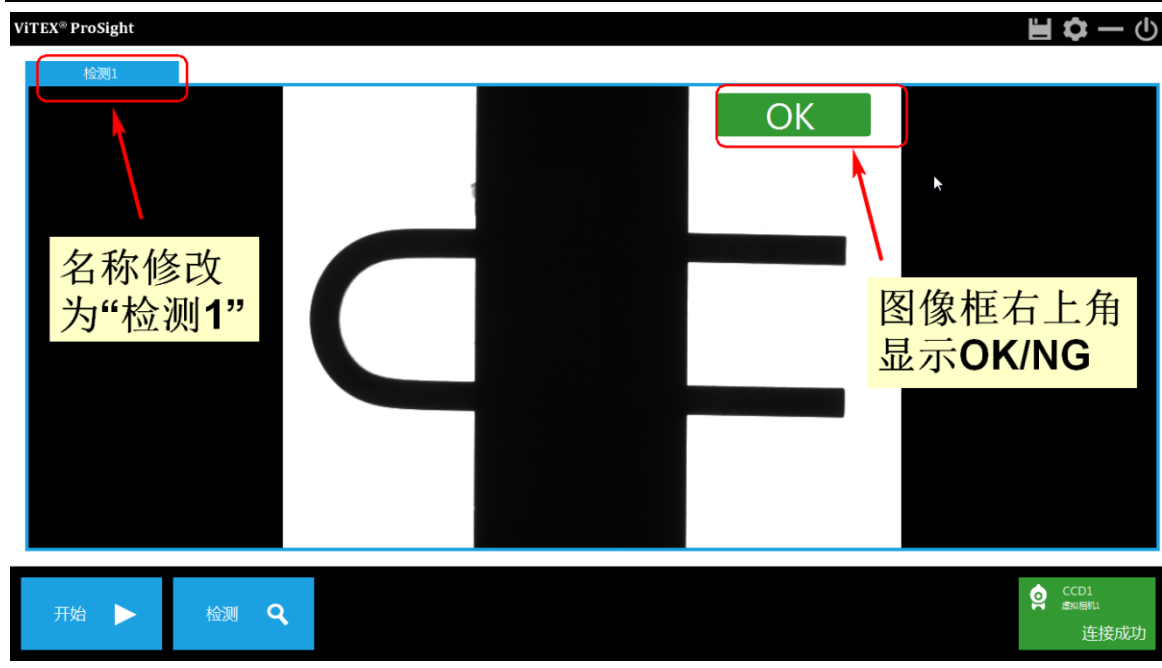 ViTEX® ProSight
检测1
OK
名称修改
为“检测1”
图像框右上角
显示OK/NG
开始
检测
CCD1
虚拟相机1
连接成功